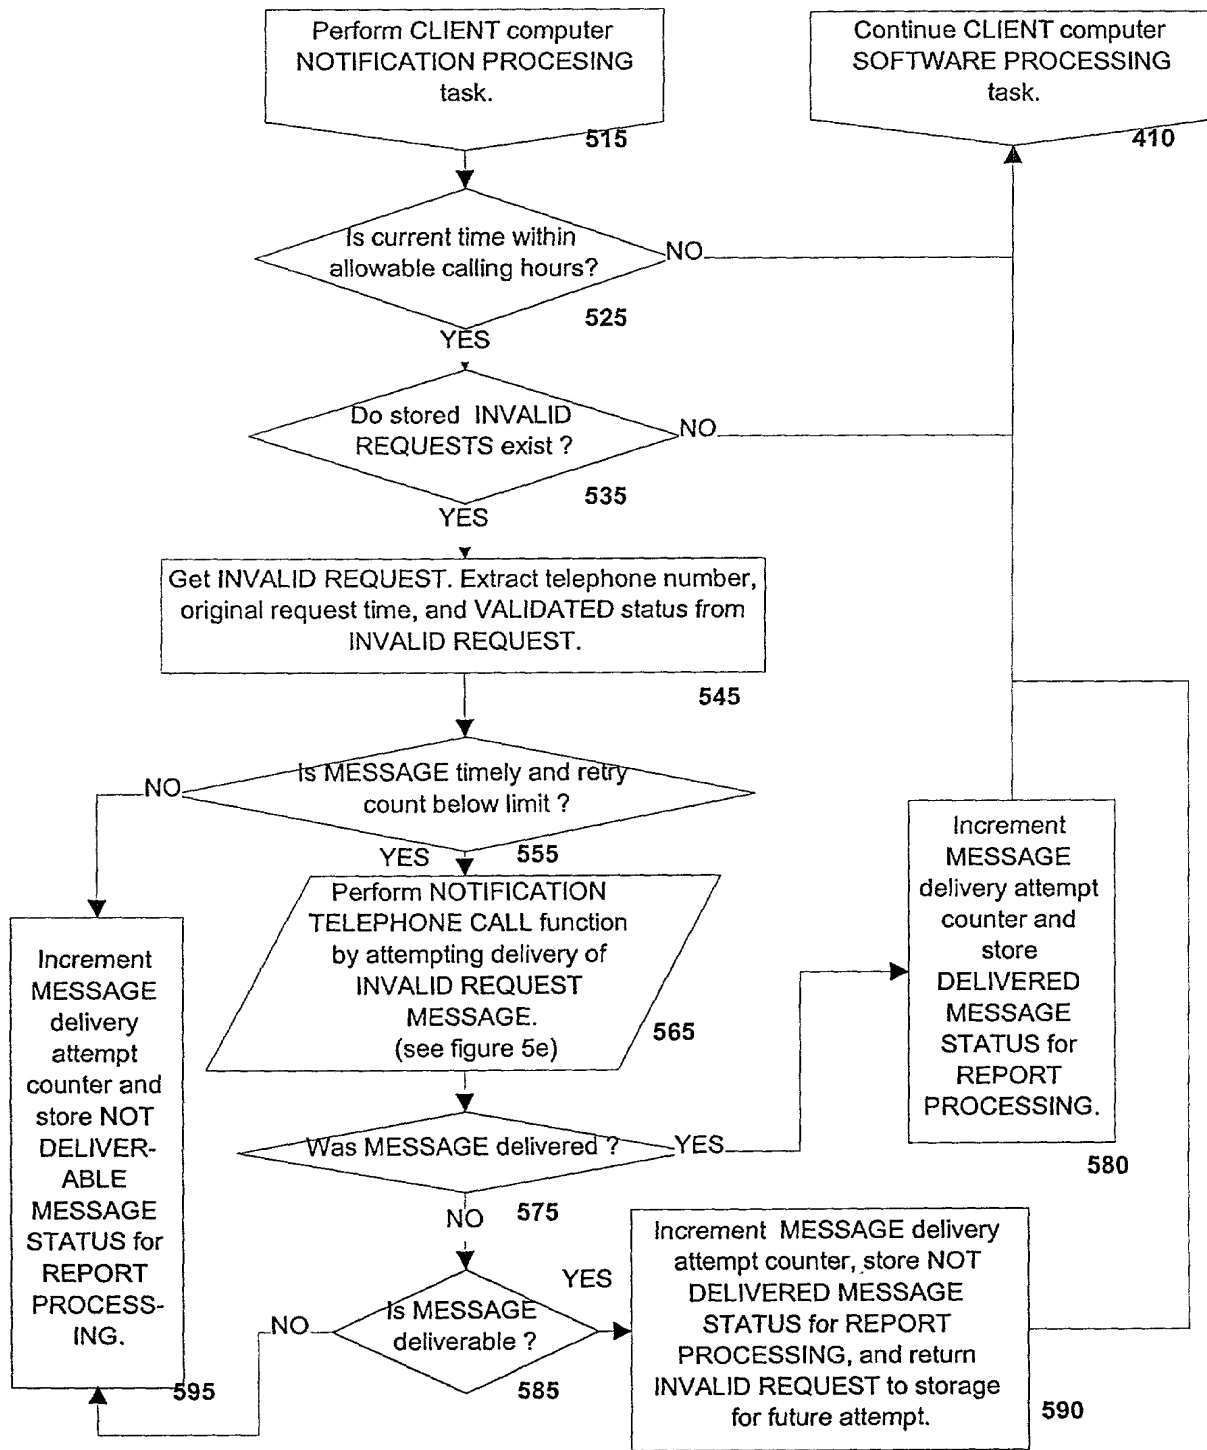 Perform CLIENT computer
NOTIFICATION PROCESING
task.
515
Continue CLIENT computer
SOFTWARE PROCESSING
task.
410
Is current time within
allowable calling hours?
NO
525
YES
Do stored INVALID
REQUESTS exist ?
NO
535
YES
Get INVALID REQUEST. Extract telephone number,
original request time, and VALIDATED status from
INVALID REQUEST.
545
Is MESSAGE timely and retry
count below limit ?
NO
YES
555
Perform NOTIFICATION
TELEPHONE CALL function
by attempting delivery of
INVALID REQUEST
MESSAGE.
(see figure 5e)
565
Increment
MESSAGE
delivery attempt
counter and
store
DELIVERED
MESSAGE
STATUS for
REPORT
PROCESSING.
580
Increment
MESSAGE
delivery
attempt
counter and
store NOT
DELIVER-
ABLE
MESSAGE
STATUS for
REPORT
PROCESS-
ING.
595
Was MESSAGE delivered ?
YES
NO
575
Is MESSAGE
deliverable ?
YES
NO
585
Increment MESSAGE delivery
attempt counter, store NOT
DELIVERED MESSAGE
STATUS for REPORT
PROCESSING, and return
INVALID REQUEST to storage
for future attempt.
590